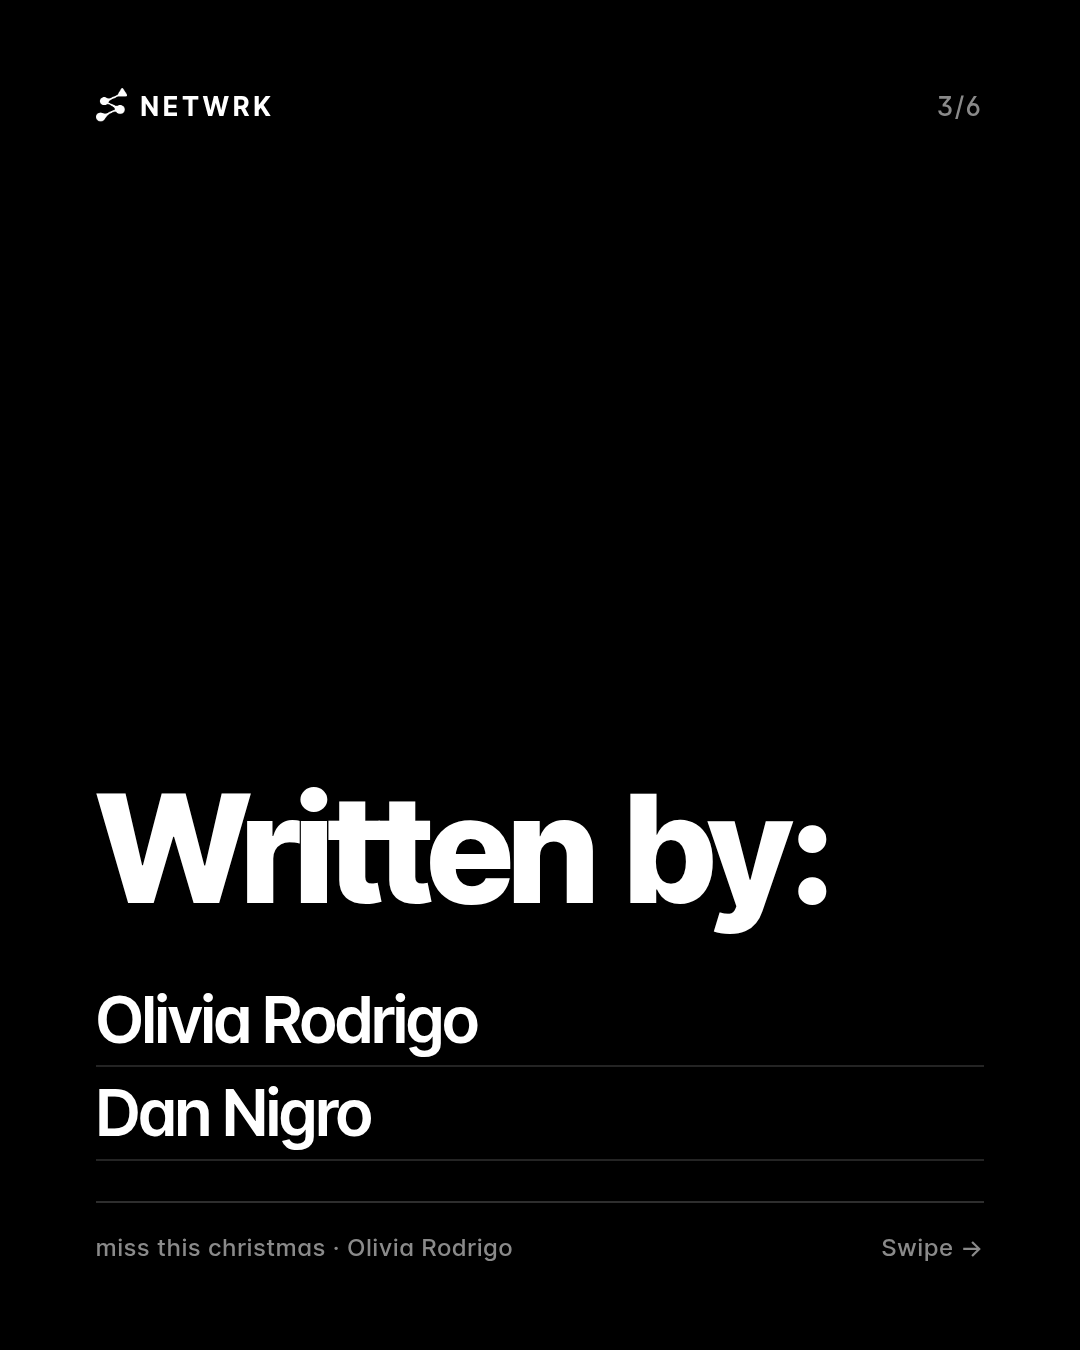 NETWRK
3/6
Written by:
Olivia Rodrigo
Dan Nigro
miss this christmas · Olivia Rodrigo
Swipe →